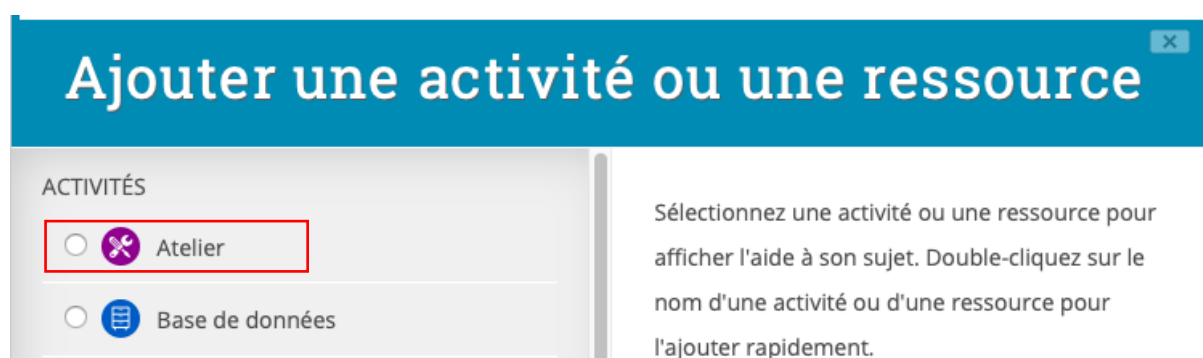 Ajouter une activité ou une ressource
ACTIVITÉS
Atelier
Base de données
Sélectionnez une activité ou une ressource pour
afficher l'aide à son sujet. Double-cliquez sur le
nom d'une activité ou d'une ressource pour
l'ajouter rapidement.